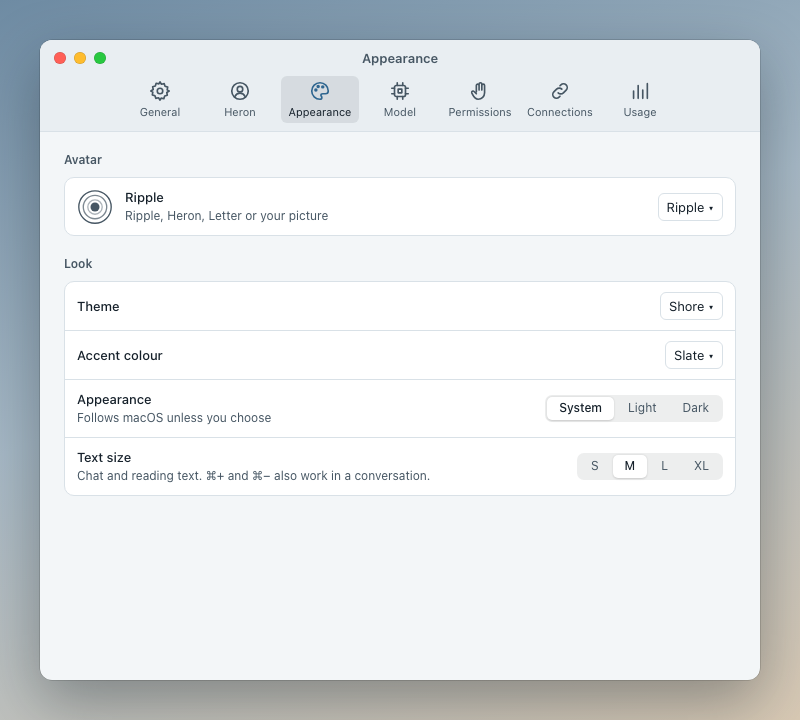 Appearance
General
Heron
Appearance
Model
Permissions
Connections
Usage
Avatar
Ripple
Ripple, Heron, Letter or your picture
Ripple ▾
Look
Theme
Shore ▾
Accent colour
Slate ▾
Appearance
Follows macOS unless you choose
System Light Dark
Text size
Chat and reading text. ⌘+ and ⌘− also work in a conversation.
S M L XL